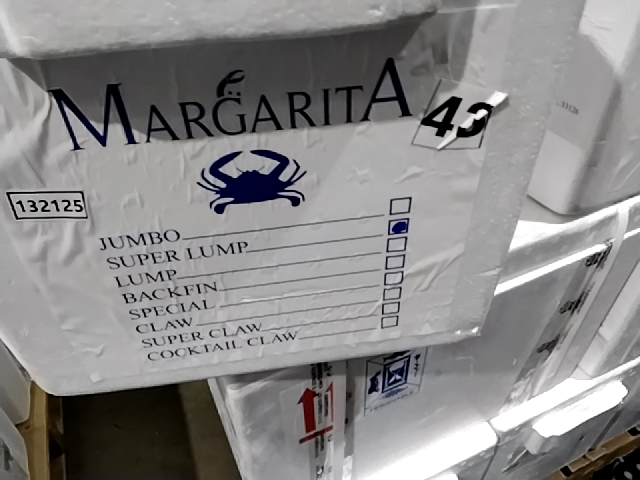 MARGARITA
43
132125
JUMBO
SUPER LUMP
LUMP
BACKFIN
SPECIAL
CLAW
SUPER CLAW
COCKTAIL CLAW